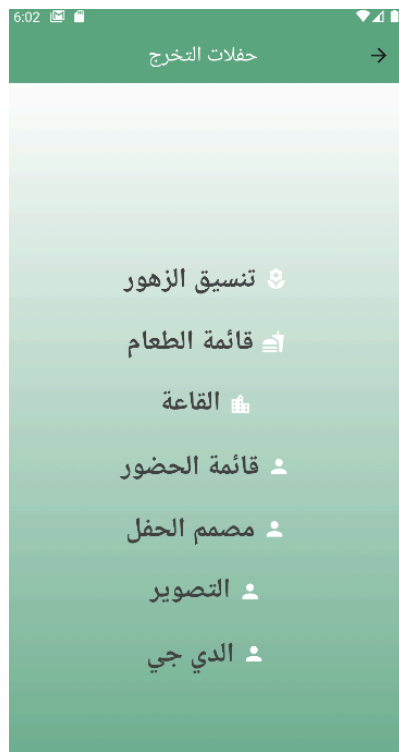 6:02
حفلات التخرج
تنسيق الزهور
قائمة الطعام
القاعة
قائمة الحضور
مصمم الحفل
التصوير
الدي جي